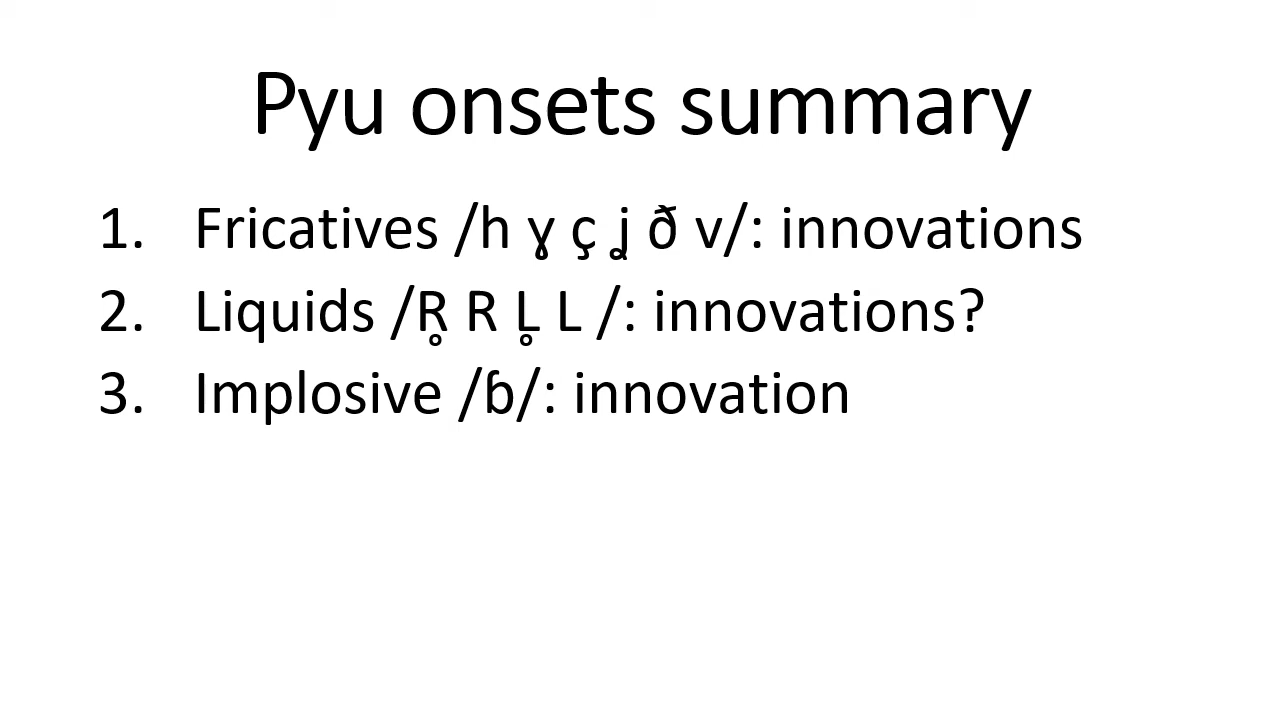 Pyu onsets summary
1. Fricatives /h ɣ ç ʝ ð v/: innovations
2. Liquids /R̥ R L̥ L /: innovations?
3. Implosive /ɓ/: innovation